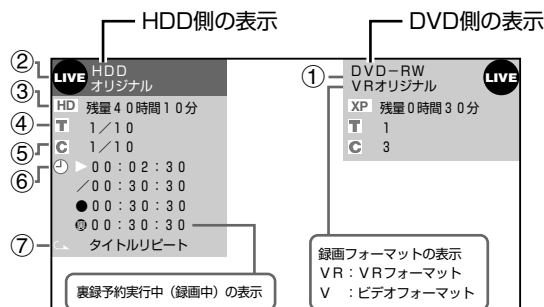 HDD側の表示
DVD側の表示
② LIVE HDD
オリジナル
③ HD 残量40時間10分
④ T 1/10
⑤ C 1/10
⑥ 00:02:30
/00:30:30
●00:30:30
裏00:30:30
⑦ タイトルリピート
裏録予約実行中（録画中）の表示
① DVD-RW LIVE
VRオリジナル
XP 残量0時間30分
T 1
C 3
録画フォーマットの表示
VR：VRフォーマット
V ：ビデオフォーマット